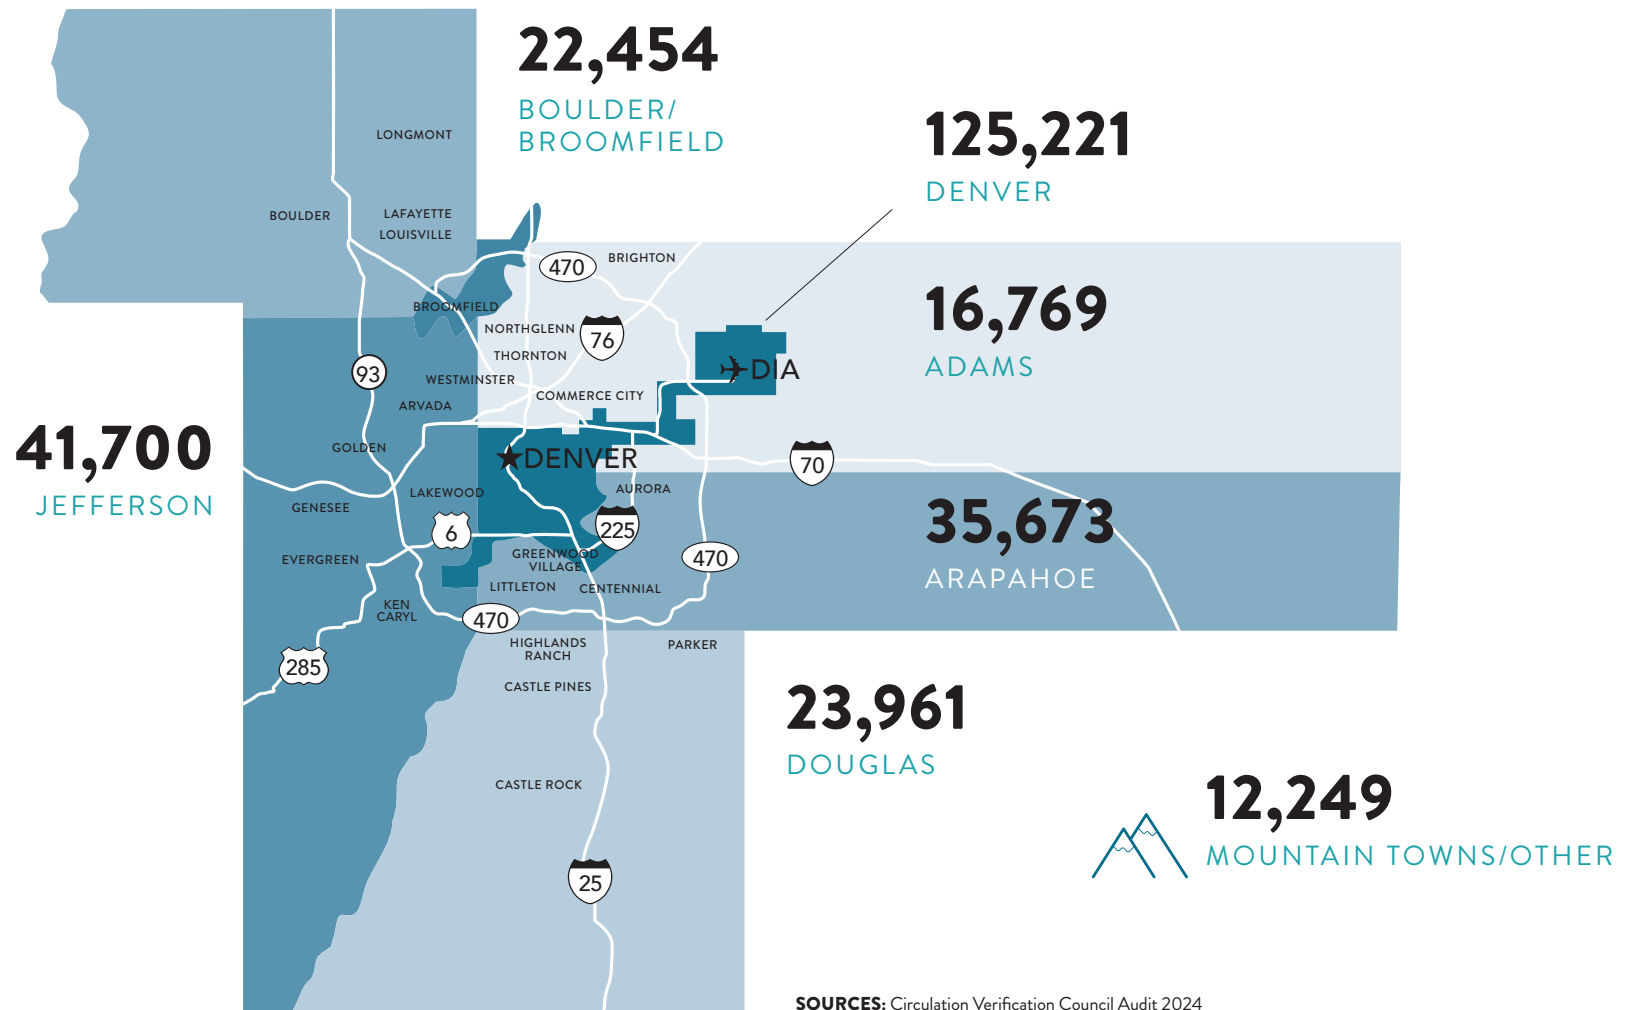 22,454
BOULDER/
BROOMFIELD
125,221
DENVER
16,769
ADAMS
41,700
JEFFERSON
35,673
ARAPAHOE
23,961
DOUGLAS
12,249
MOUNTAIN TOWNS/OTHER
LONGMONT
BOULDER
LAFAYETTE
LOUISVILLE
470
BRIGHTON
BROOMFIELD
NORTHGLENN
76
THORNTON
93
WESTMINSTER
DIA
COMMERCE CITY
ARVADA
GOLDEN
DENVER
70
LAKEWOOD
AURORA
GENESEE
6
225
EVERGREEN
GREENWOOD
VILLAGE
470
LITTLETON
CENTENNIAL
KEN
CARYL
470
HIGHLANDS
RANCH
PARKER
285
CASTLE PINES
CASTLE ROCK
25
SOURCES: Circulation Verification Council Audit 2024